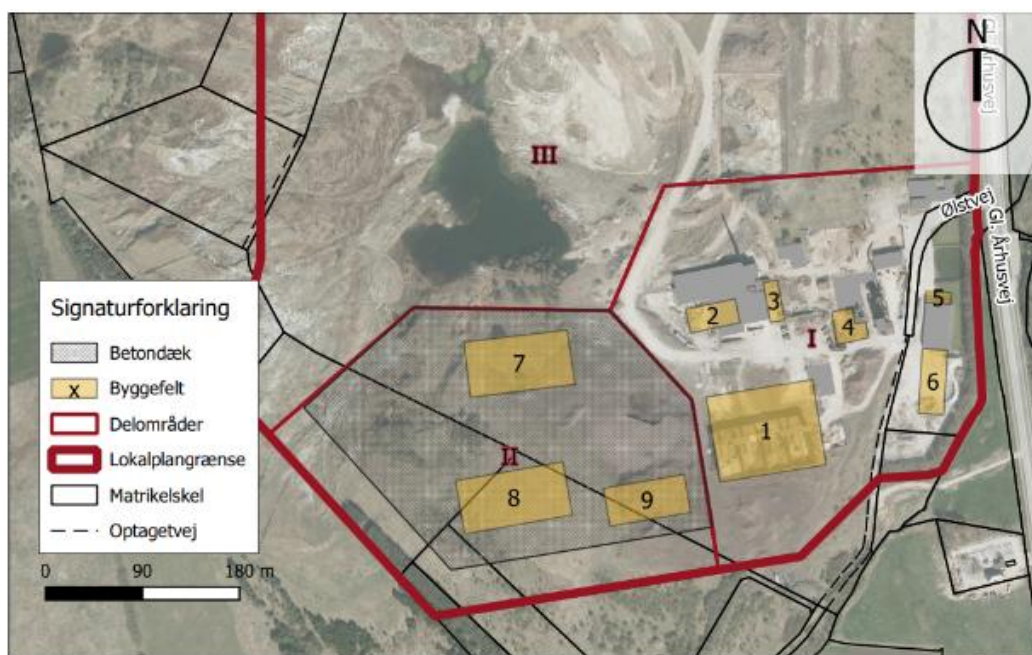 N
Gl. Århusvej
III
Ølstvej
Gl. Århusvej
Signaturforklaring
Betondæk
x Byggefelt
Delområder
Lokalplangrænse
Matrikelskel
Optagetvej
0 90 180 m
2
3
4
I
5
6
7
1
II
8
9